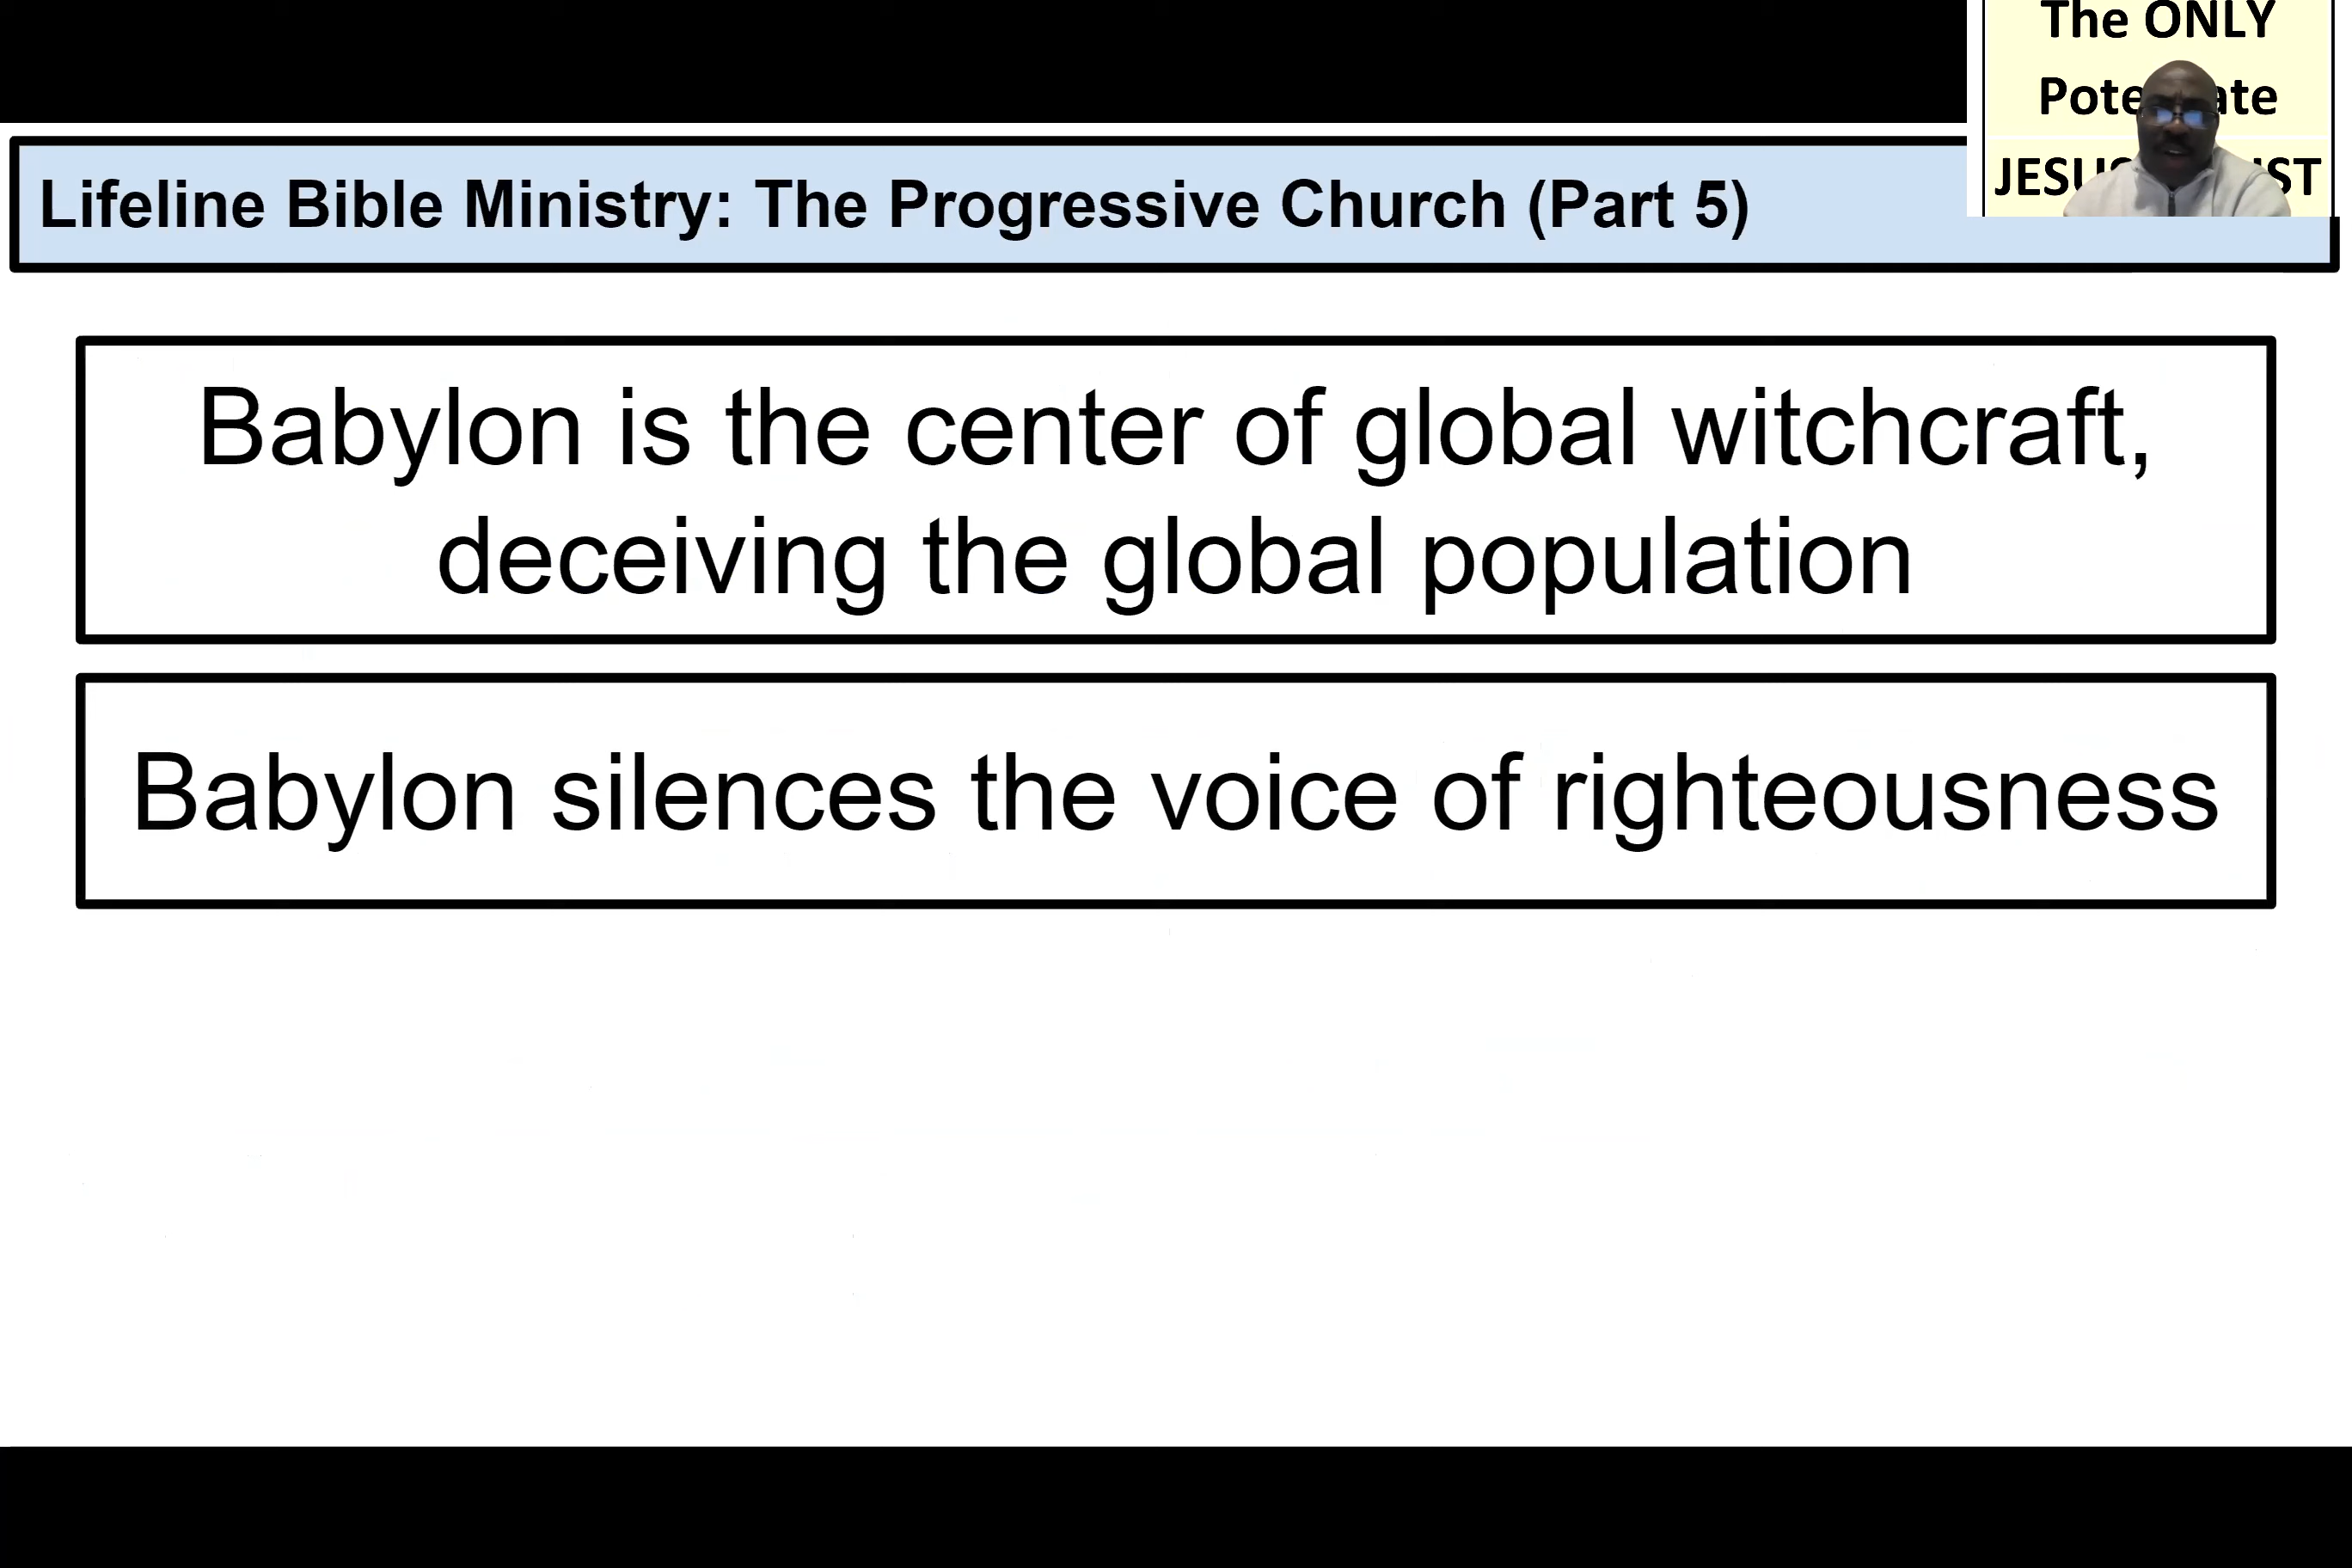 The ONLY
JESUS
Lifeline Bible Ministry: The Progressive Church (Part 5)
Babylon is the center of global witchcraft,
deceiving the global population
Babylon silences the voice of righteousness